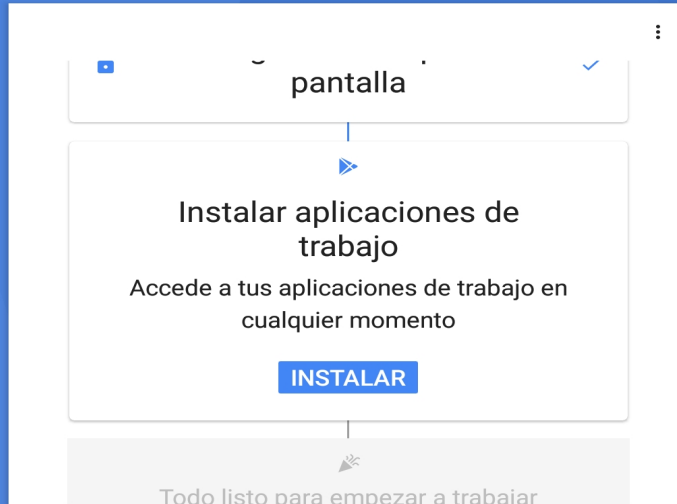 pantalla
Instalar aplicaciones de
trabajo
Accede a tus aplicaciones de trabajo en
cualquier momento
INSTALAR
Todo listo para empezar a trabajar